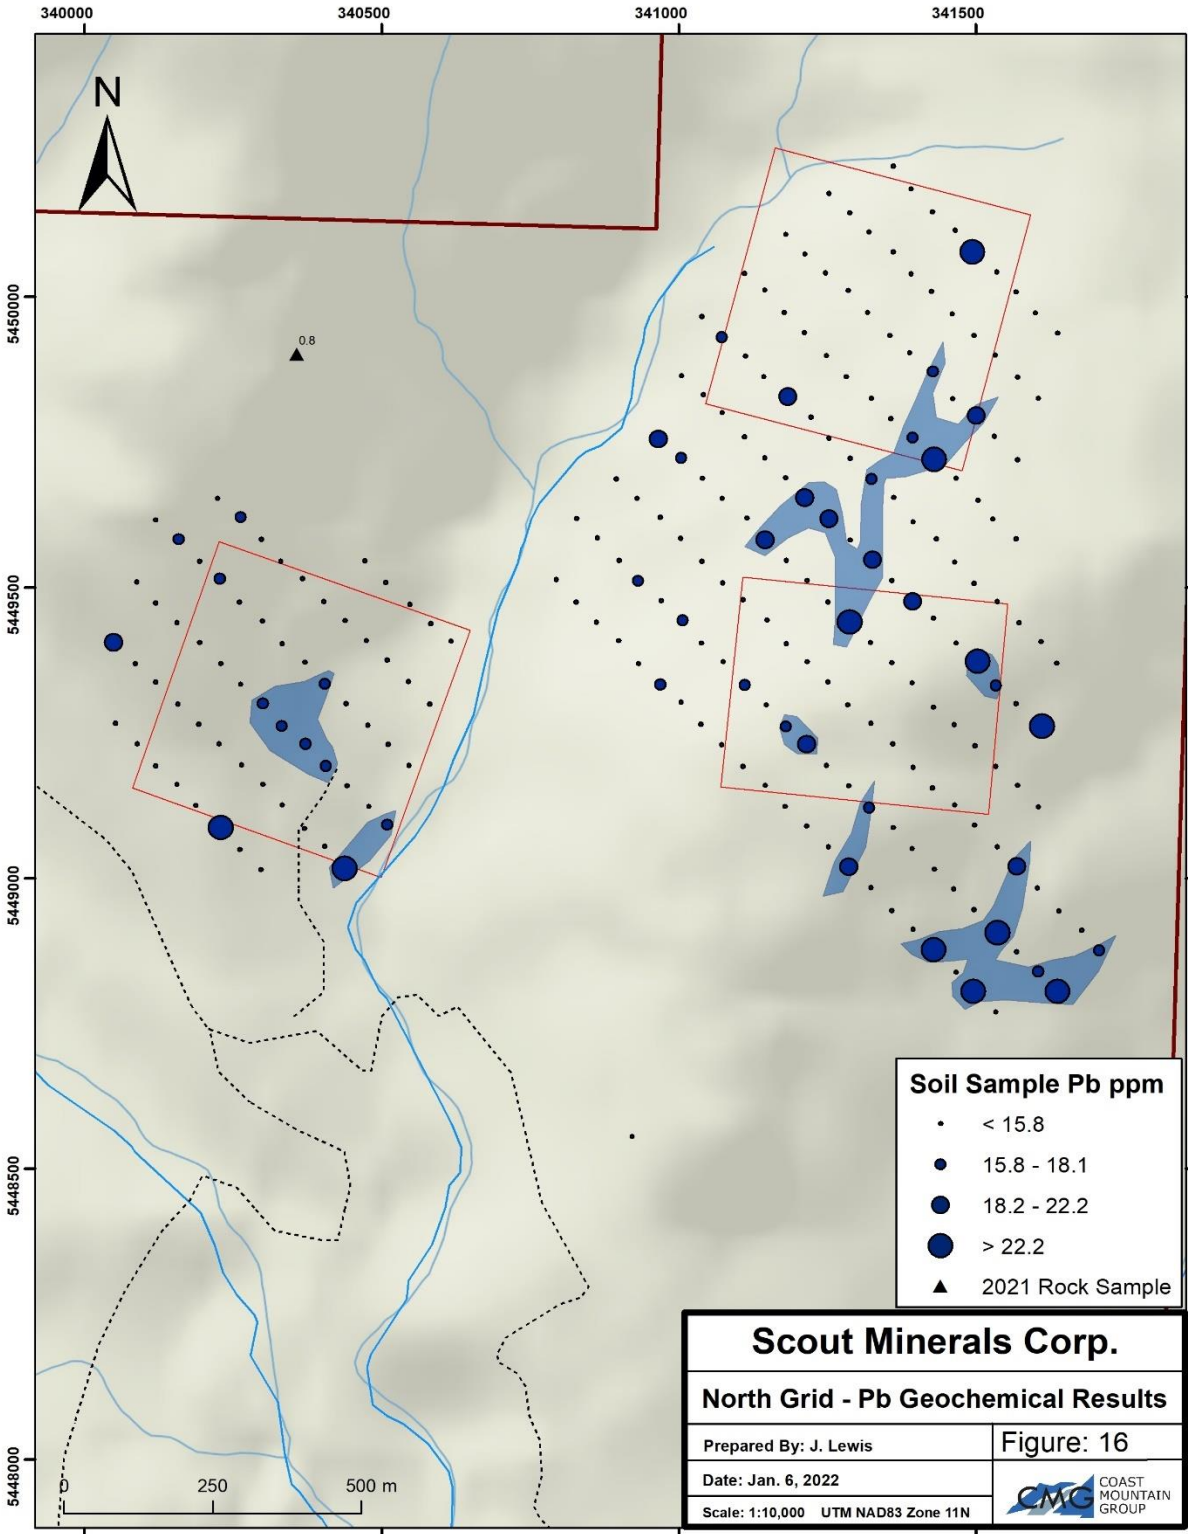 340000 340500 341000 341500
N
5450000
0.8
5449500
5449000
5448500
5448000
Soil Sample Pb ppm
< 15.8
15.8 - 18.1
18.2 - 22.2
> 22.2
2021 Rock Sample
Scout Minerals Corp.
North Grid - Pb Geochemical Results
Prepared By: J. Lewis
Figure: 16
Date: Jan. 6, 2022
Scale: 1:10,000 UTM NAD83 Zone 11N
CMG
COAST
MOUNTAIN
GROUP
0 250 500 m